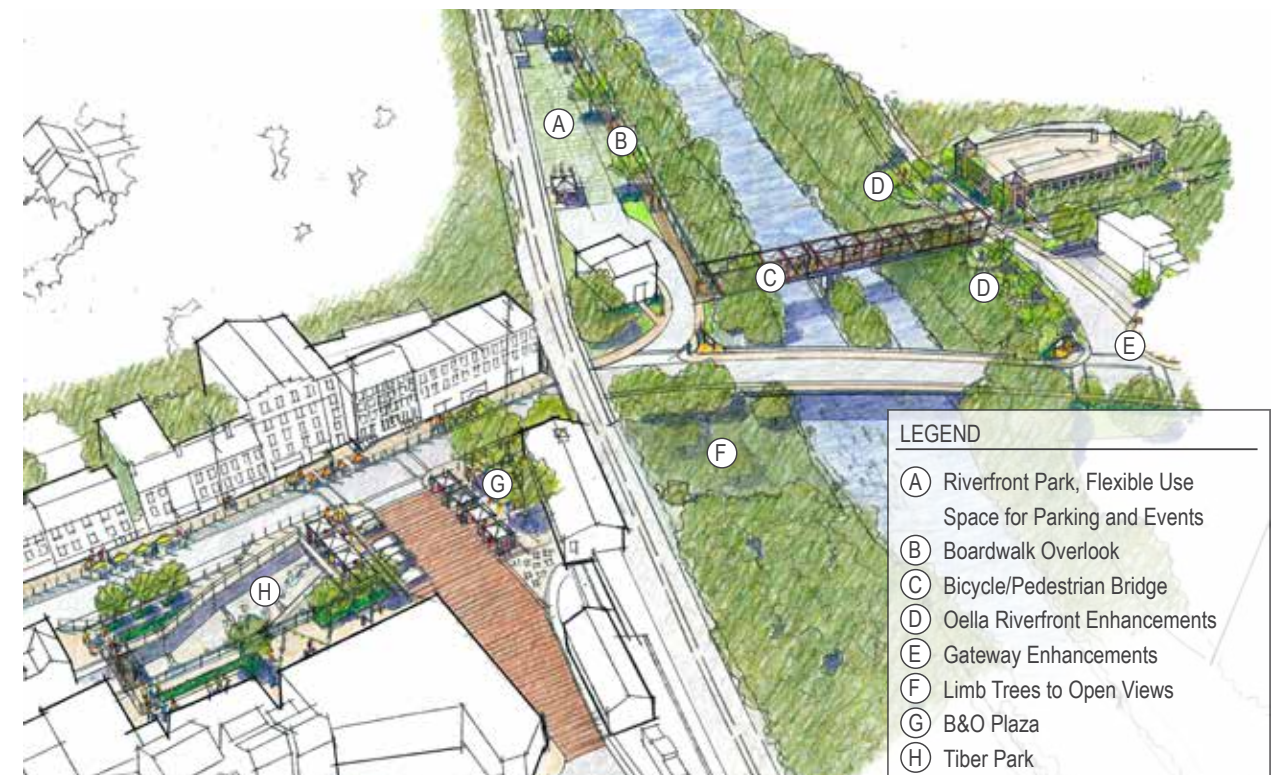 A
B
D
C
D
E
F
G
H
LEGEND
A Riverfront Park, Flexible Use
Space for Parking and Events
B Boardwalk Overlook
C Bicycle/Pedestrian Bridge
D Oella Riverfront Enhancements
E Gateway Enhancements
F Limb Trees to Open Views
G B&O Plaza
H Tiber Park